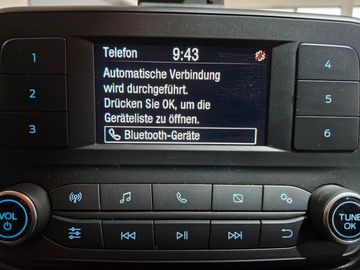 Telefon 9:43
Automatische Verbindung
wird durchgeführt.
Drücken Sie OK, um die
Geräteliste zu öffnen.
Bluetooth-Geräte
1
2
3
4
5
6
VOL
TUNE
OK